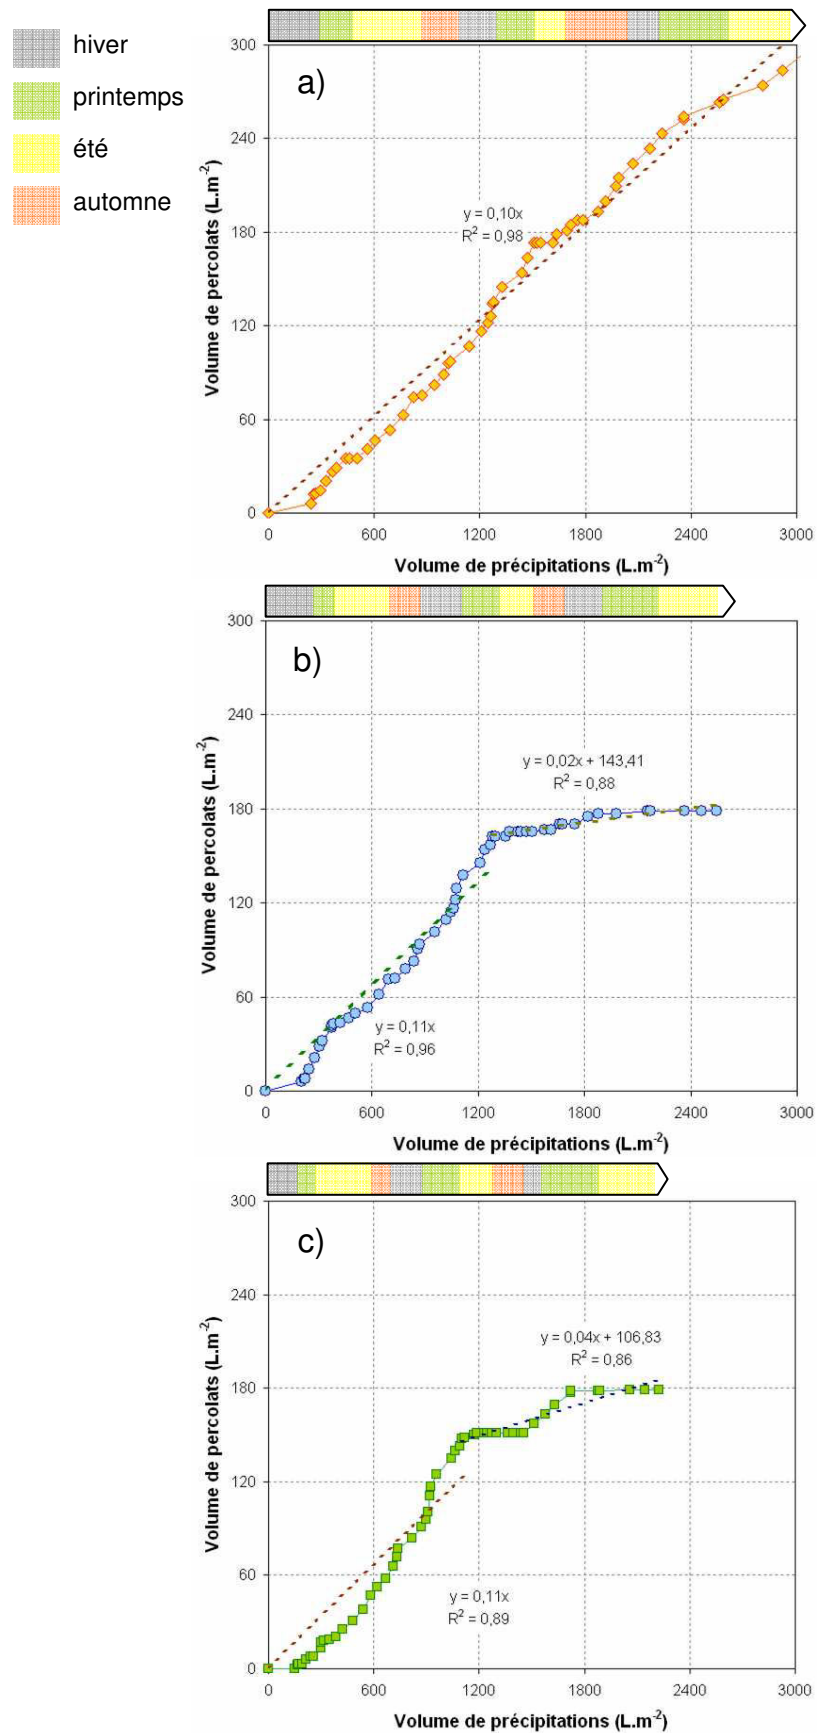 hiver
printemps
été
automne
a)
300
240
180
120
60
0
y = 0,10x
R² = 0,98
Volume de percolats (L.m⁻²)
0 600 1200 1800 2400 3000
Volume de précipitations (L.m⁻²)
b)
300
240
180
120
60
0
y = 0,02x + 143,41
R² = 0,88
y = 0,11x
R² = 0,96
Volume de percolats (L.m⁻²)
0 600 1200 1800 2400 3000
Volume de précipitations (L.m⁻²)
c)
300
240
180
120
60
0
y = 0,04x + 106,83
R² = 0,86
y = 0,11x
R² = 0,89
Volume de percolats (L.m⁻²)
0 600 1200 1800 2400 3000
Volume de précipitations (L.m⁻²)